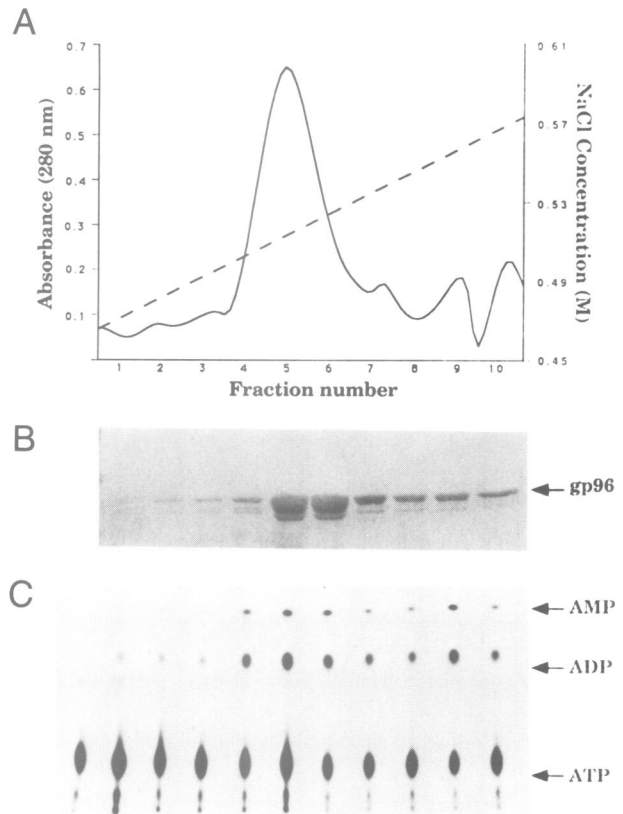 A
Absorbance (280 nm)
0.7
0.6
0.5
0.4
0.3
0.2
0.1
0.61
0.57
0.53
0.49
0.45
NaCl Concentration (M)
1 2 3 4 5 6 7 8 9 10
Fraction number
B
gp96
C
AMP
ADP
ATP